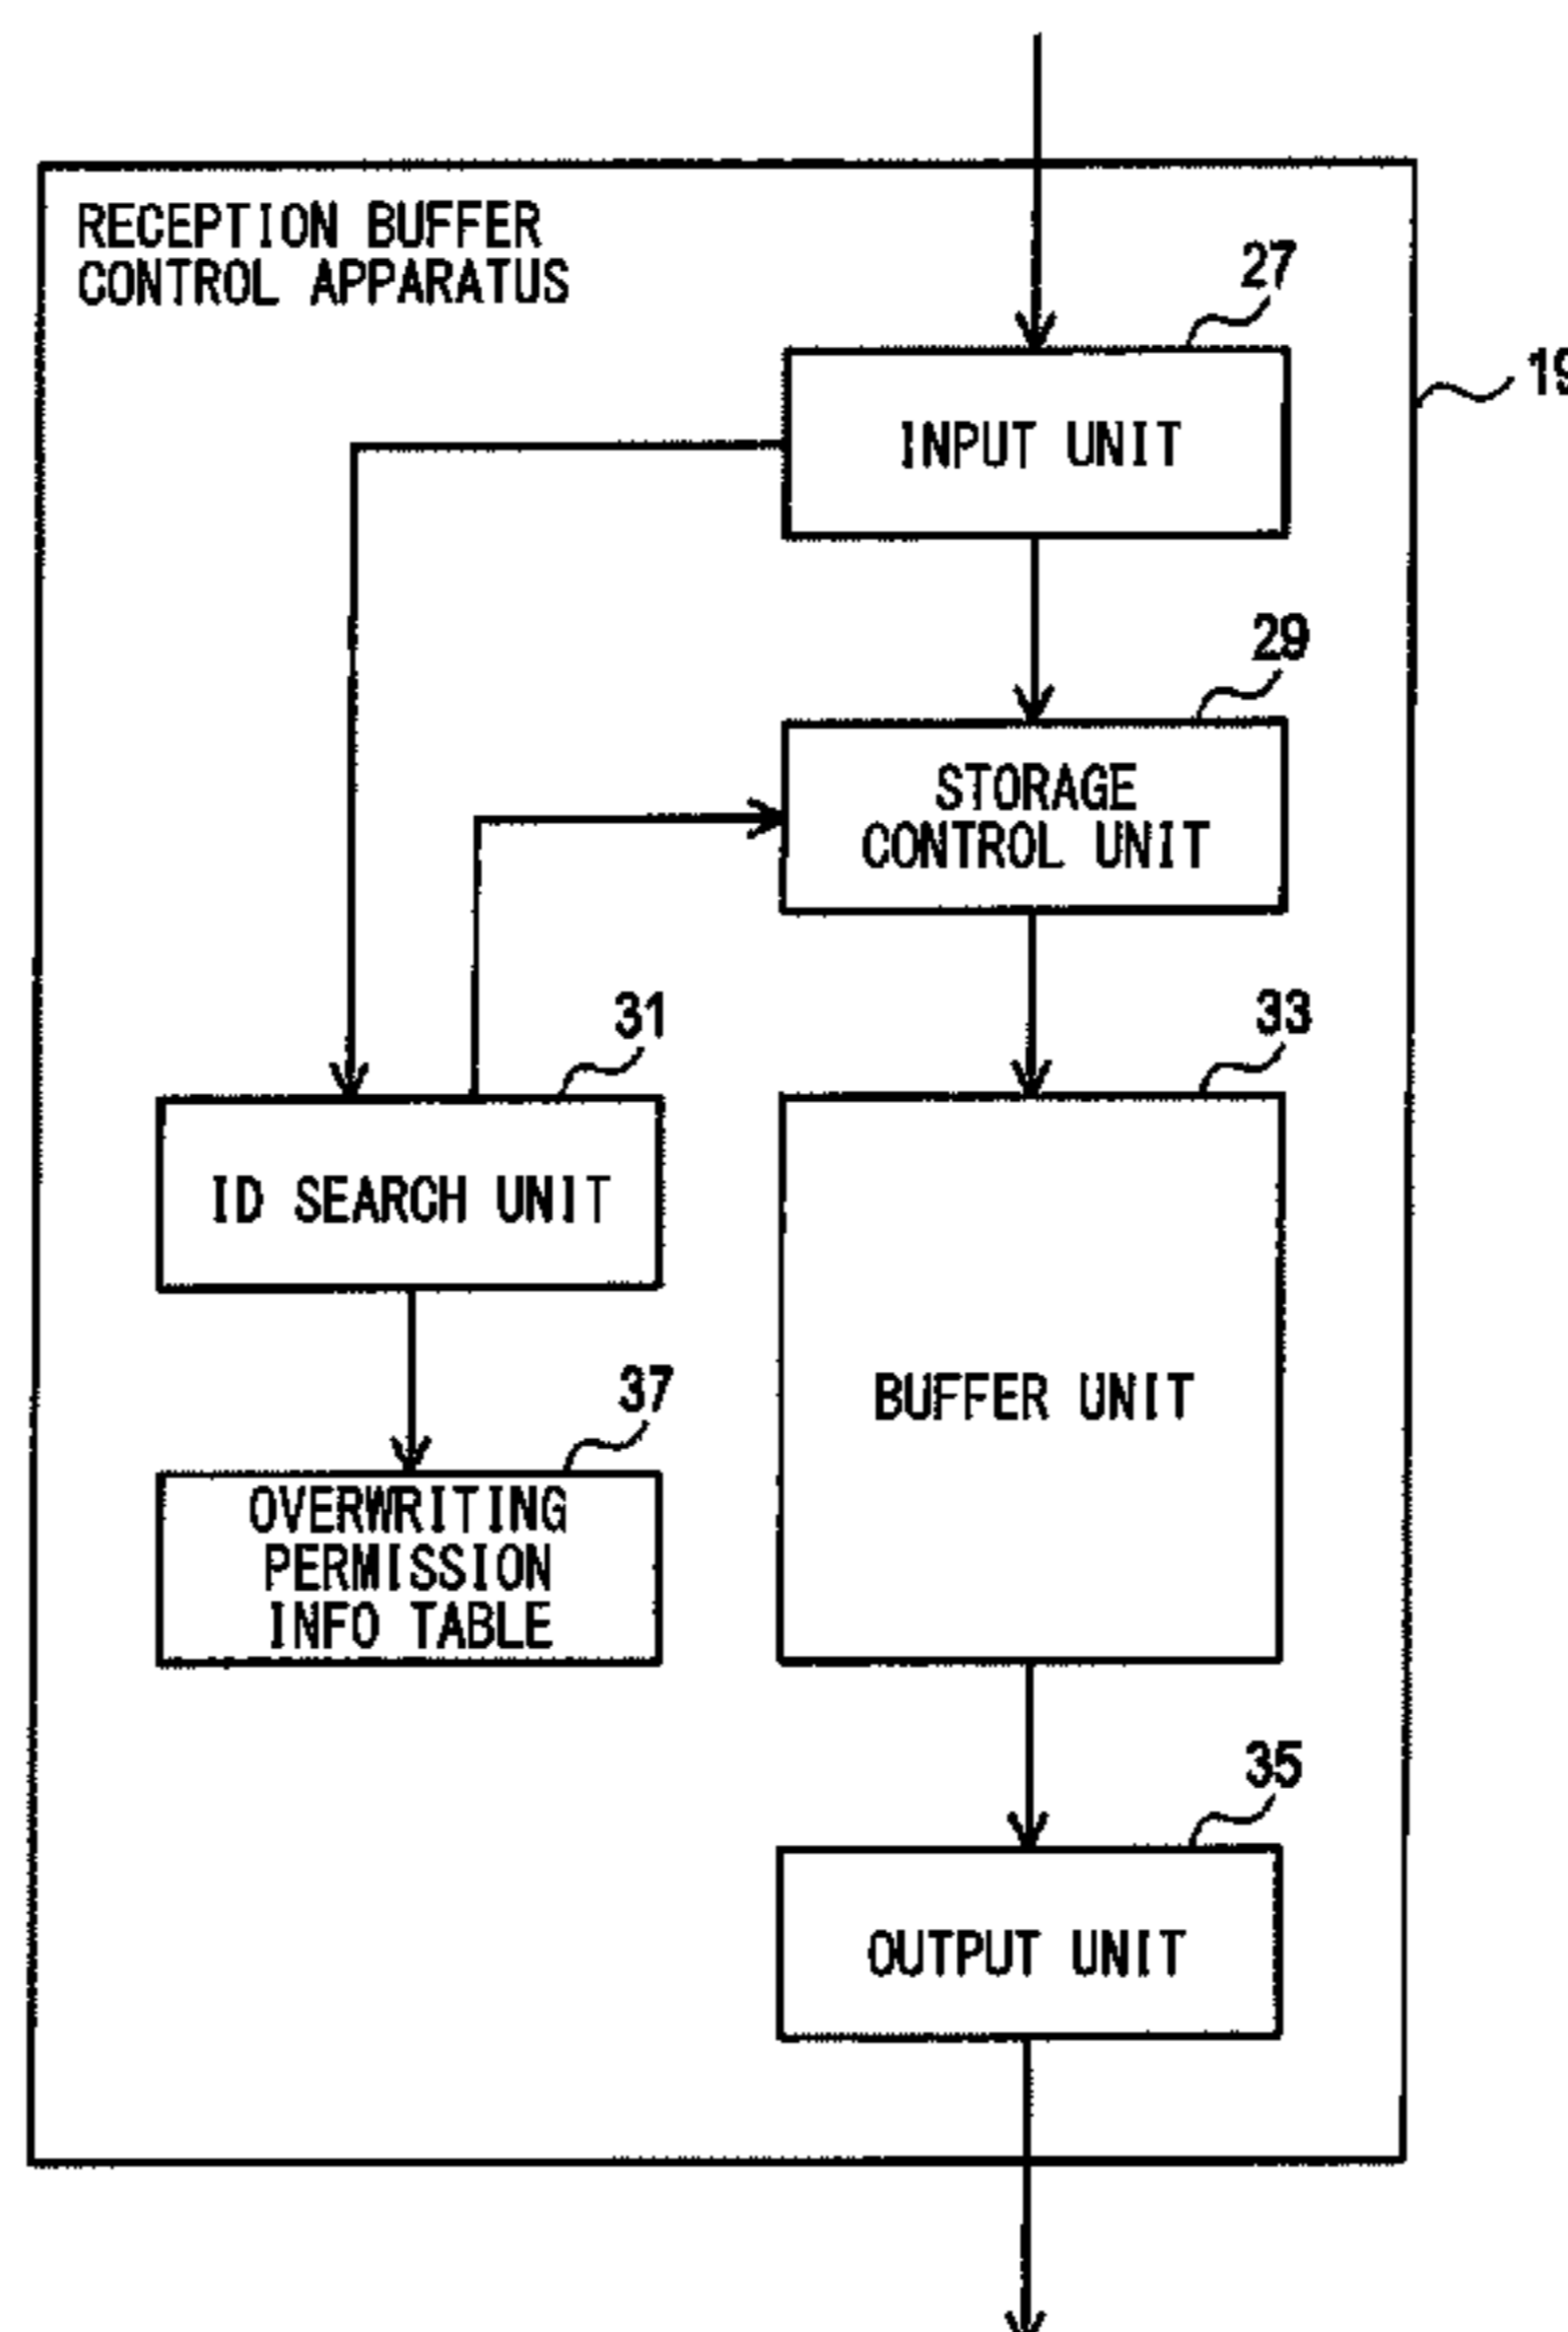 RECEPTION BUFFER
CONTROL APPARATUS
27
19
INPUT UNIT
29
STORAGE
CONTROL UNIT
31
33
ID SEARCH UNIT
BUFFER UNIT
37
OVERWRITING
PERMISSION
INFO TABLE
35
OUTPUT UNIT